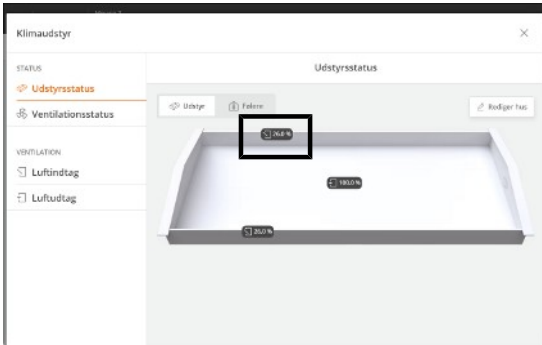 Klimaudstyr
STATUS
Udstyrsstatus
Udstyrsstatus
Ventilationsstatus
Udstyr
Følere
Rediger hus
26,0 %
VENTILATION
Luftindtag
100,0 %
Luftudtag
26,0 %